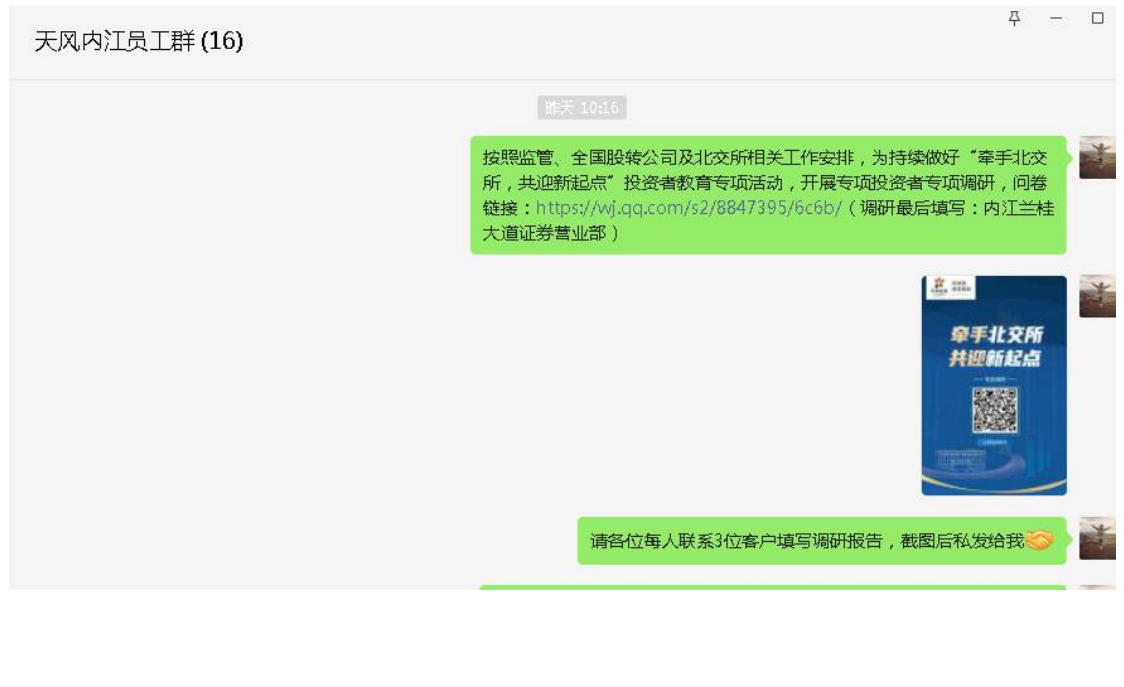 天风内江员工群 (16)
昨天 10:16
按照监管、全国股转公司及北交所相关工作安排，为持续做好“牵手北交
所，共迎新起点”投资者教育专项活动，开展专项投资者专项调研，问卷
链接：https://wj.qq.com/s2/8847395/6c6b/（调研最后填写：内江兰桂
大道证券营业部）
牵手北交所
共迎新起点
请各位每人联系3位客户填写调研报告，截图后私发给我